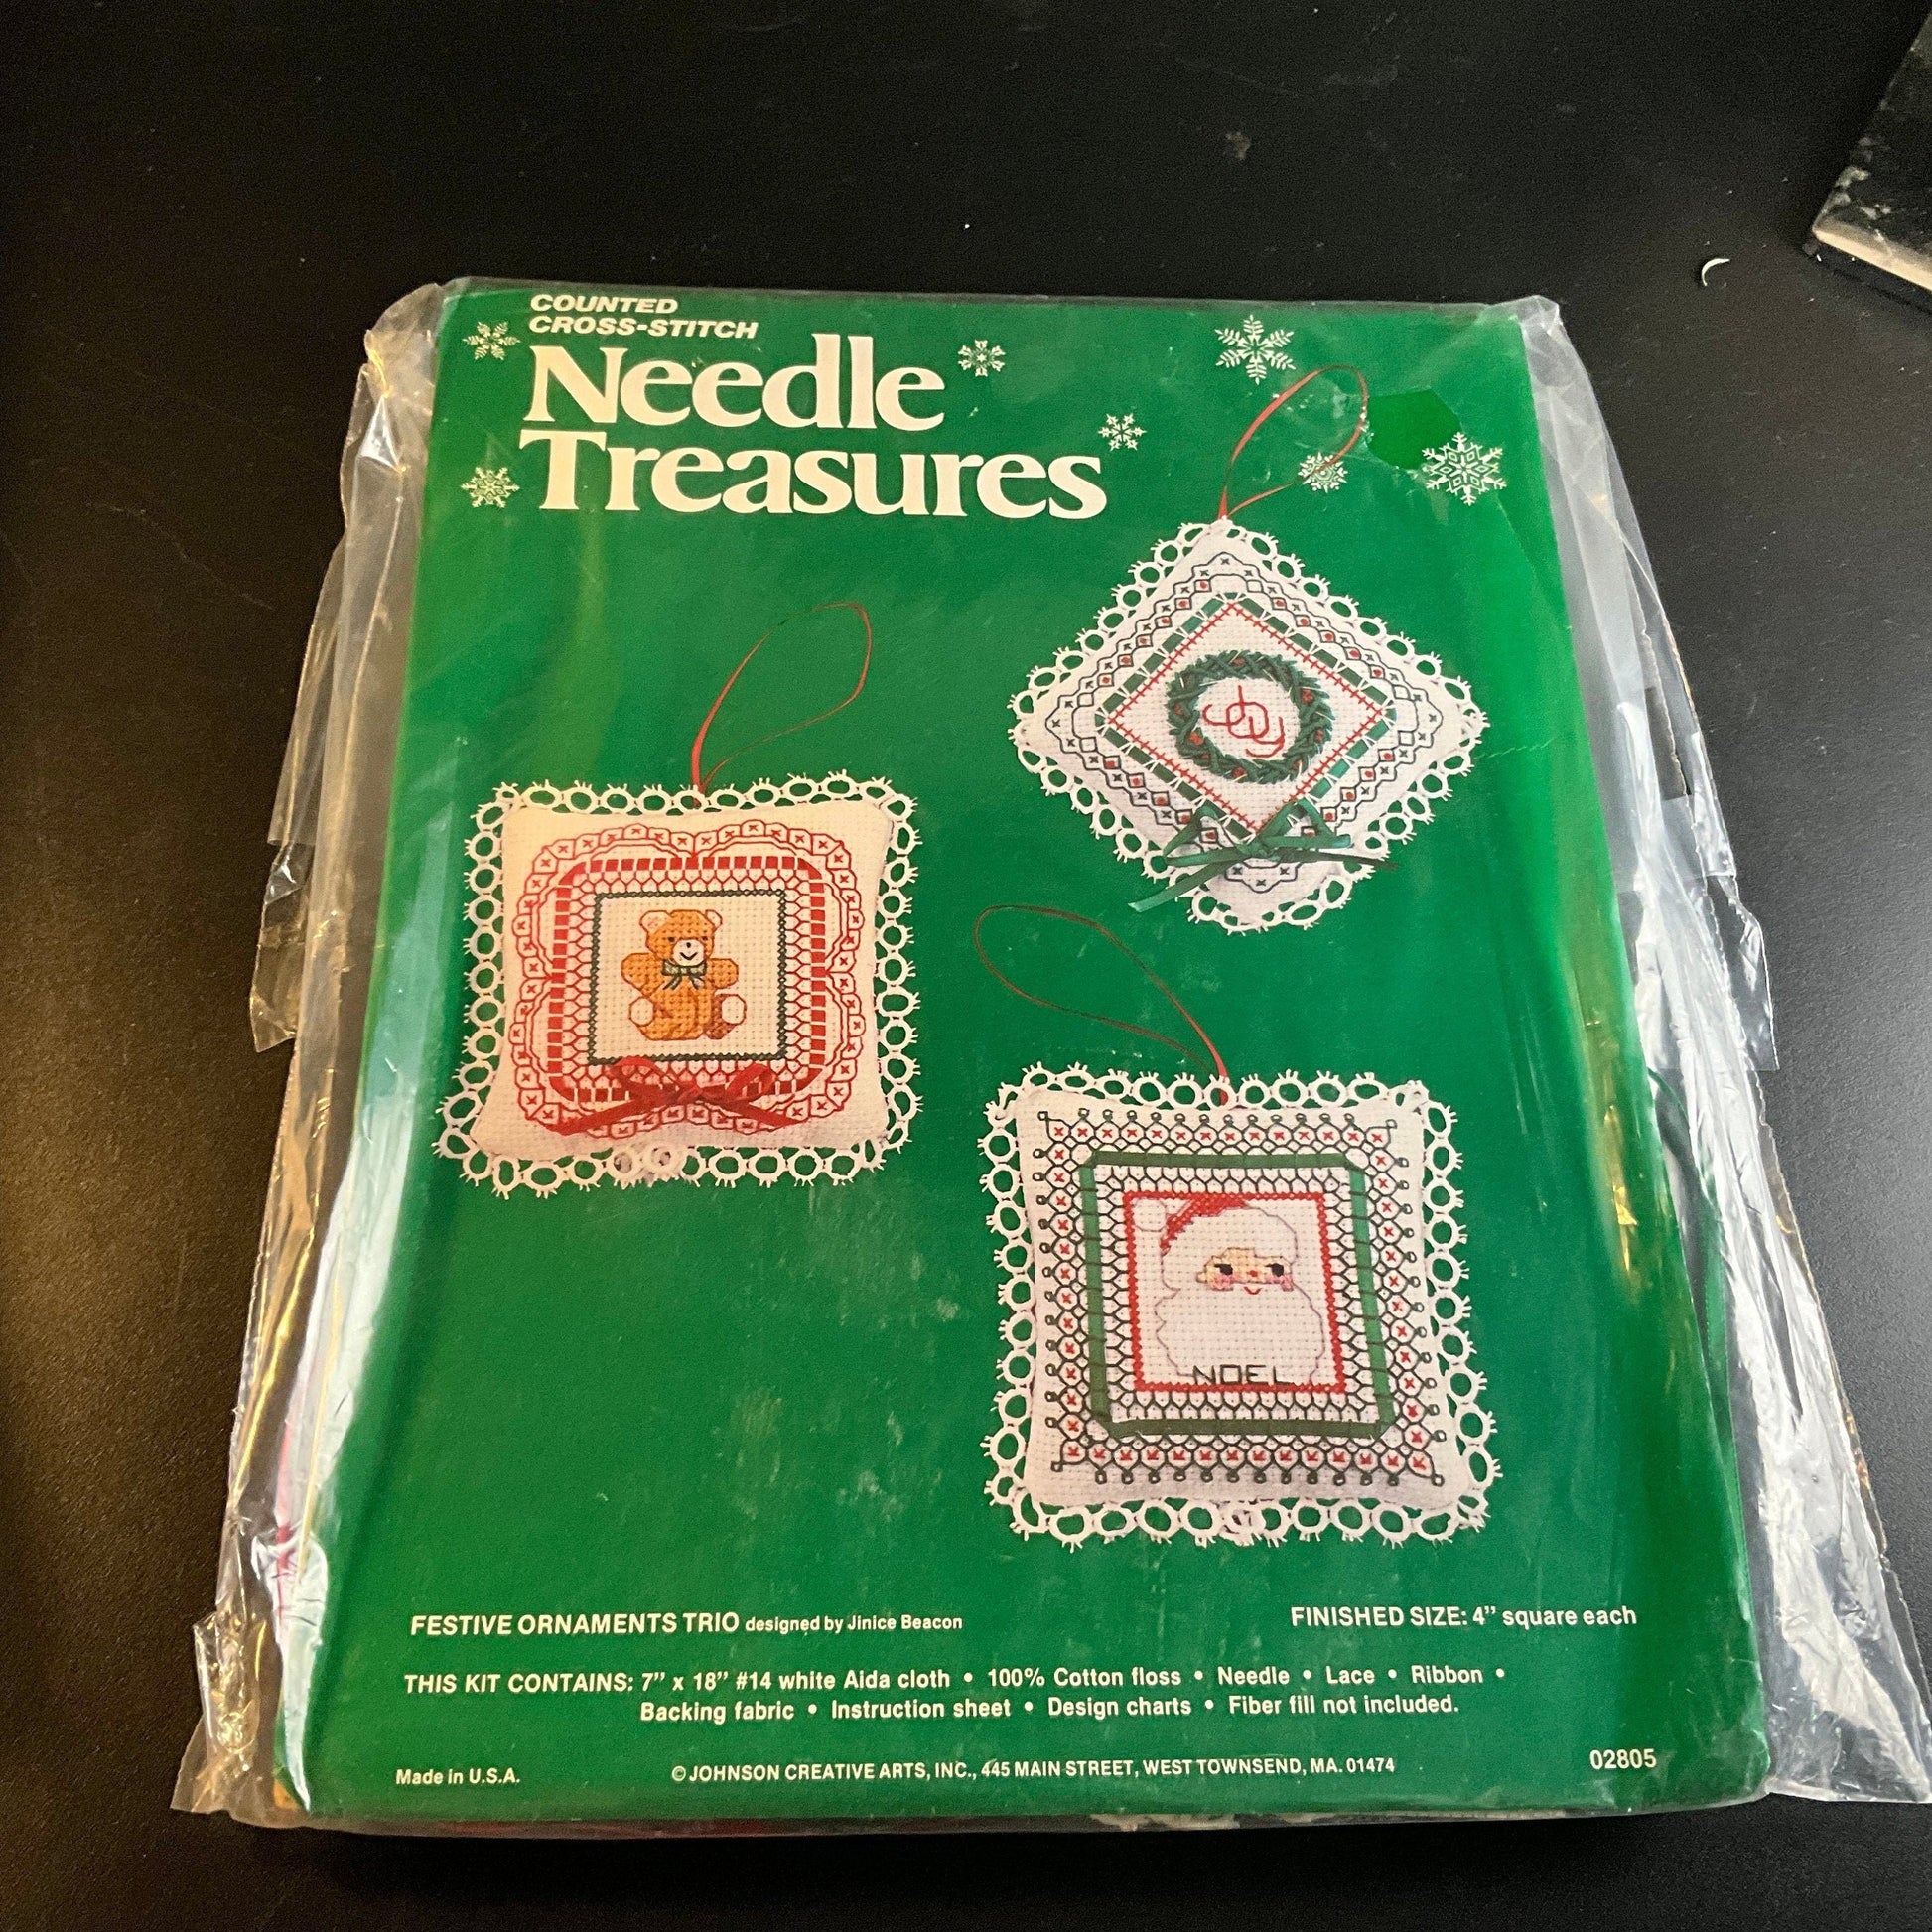 COUNTED
CROSS-STITCH
Needle
Treasures
joy
NOEL
FESTIVE ORNAMENTS TRIO designed by Jinice Beacon
FINISHED SIZE: 4” square each
THIS KIT CONTAINS: 7” x 18” #14 white Aida cloth • 100% Cotton floss • Needle • Lace • Ribbon •
Backing fabric • Instruction sheet • Design charts • Fiber fill not included.
Made in U.S.A.
© JOHNSON CREATIVE ARTS, INC., 445 MAIN STREET, WEST TOWNSEND, MA. 01474
02805